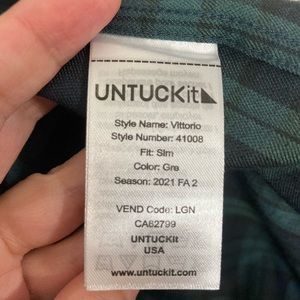 UNTUCKit
Style Name: Vittorio
Style Number: 41008
Fit: Slm
Color: Gre
Season: 2021 FA 2
VEND Code: LGN
CA62799
UNTUCKit
USA
www.untuckit.com